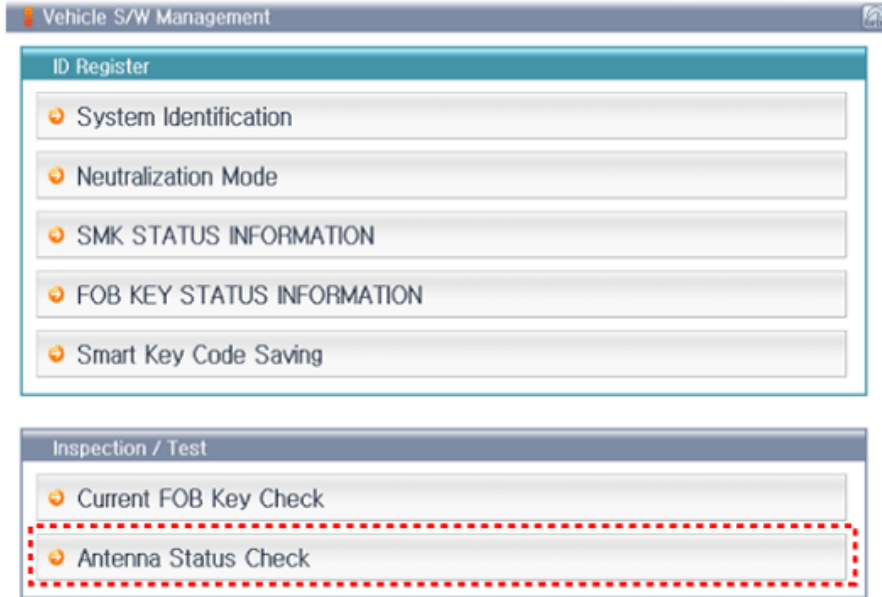 Vehicle S/W Management
ID Register
System Identification
Neutralization Mode
SMK STATUS INFORMATION
FOB KEY STATUS INFORMATION
Smart Key Code Saving
Inspection / Test
Current FOB Key Check
Antenna Status Check